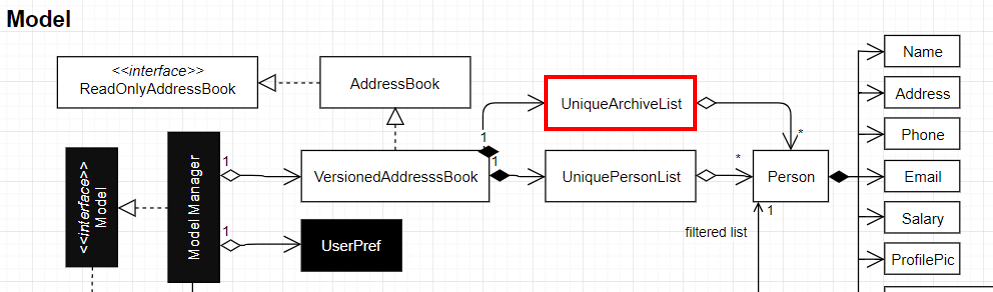 Model
<<interface>>
ReadOnlyAddressBook
AddressBook
UniqueArchiveList
Name
Address
Phone
Email
Salary
ProfilePic
<<interface>>
Model
Model Manager
1
1
VersionedAddresssBook
1
1
UniquePersonList
*
*
Person
1
filtered list
UserPref